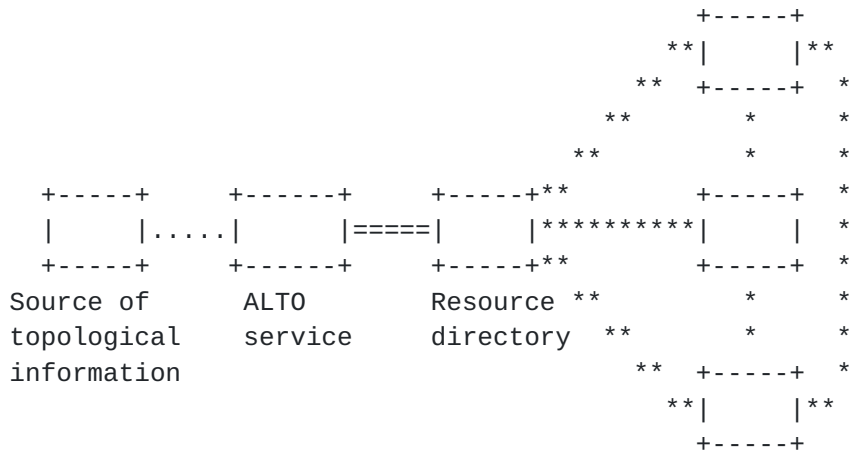 +-----+
                                            **|     |**
                                          **  +-----+  *
                                        **       *     *
                                      **         *     *
  +-----+     +------+     +-----+**          +-----+  *
  |     |.....|      |=====|     |**********|     |  *
  +-----+     +------+     +-----+**          +-----+  *
Source of      ALTO        Resource **           *     *
topological    service     directory  **         *     *
information                               **  +-----+  *
                                            **|     |**
                                              +-----+